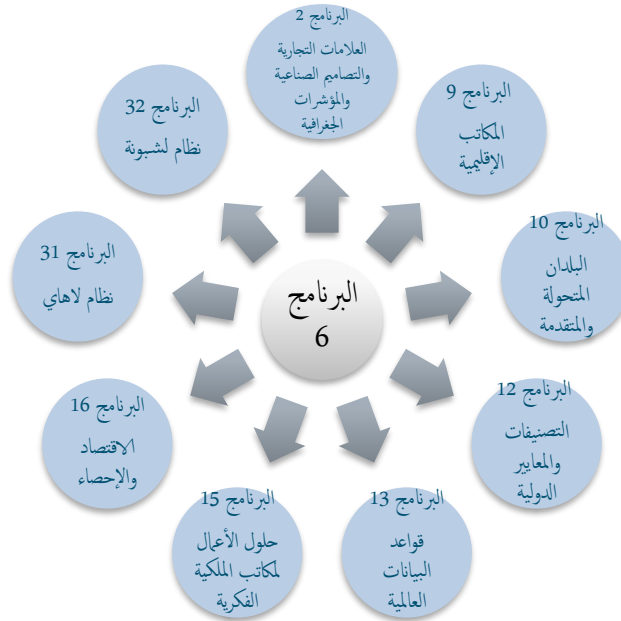 البرنامج 2
العلامات التجارية
والتصاميم الصناعية
والمؤشرات
الجغرافية
البرنامج 9
المكاتب
الإقليمية
البرنامج 10
البلدان
المتحولة
والمتقدمة
البرنامج 12
التصنيفات
والمعايير
الدولية
البرنامج 13
قواعد
البيانات
العالمية
البرنامج 15
حلول الأعمال
لمكاتب الملكية
الفكرية
البرنامج 16
الاقتصاد
والإحصاء
البرنامج 31
نظام لاهاي
البرنامج 32
نظام لشبونة
البرنامج
6